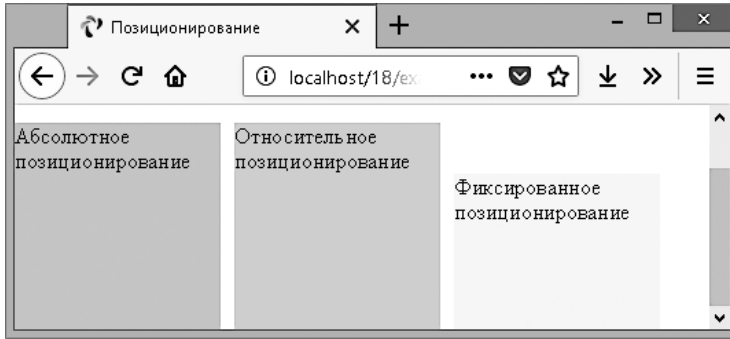 Позиционирование
localhost/18/ex
Абсолютное
позиционирование
Относительное
позиционирование
Фиксированное
позиционирование